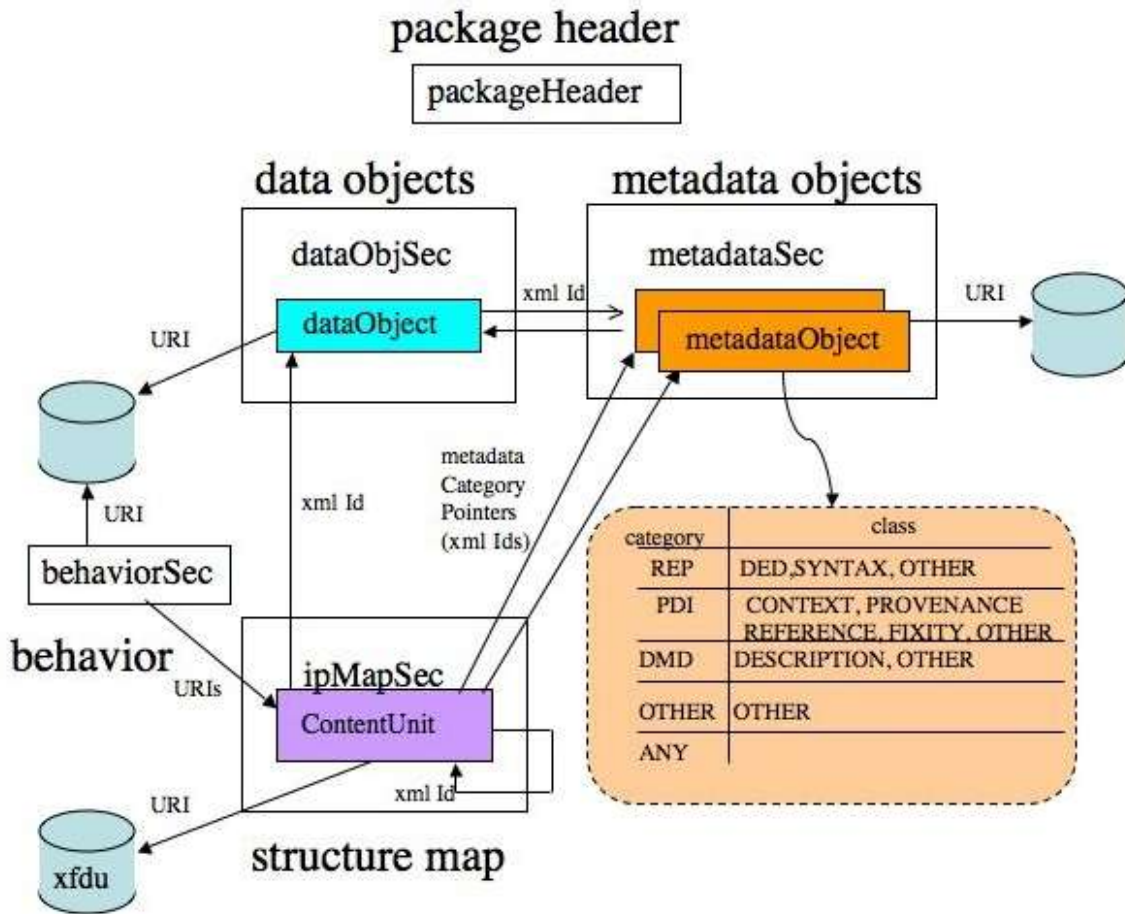 package header
packageHeader
data objects
metadata objects
dataObjSec
metadataSec
xml Id
URI
dataObject
metadataObject
URI
metadata
Category
Pointers
(xml Ids)
xml Id
URI
behaviorSec
behavior
URIs
category
class
REP
DED,SYNTAX, OTHER
PDI
CONTEXT, PROVENANCE
REFERENCE, FIXITY, OTHER
DMD
DESCRIPTION, OTHER
OTHER
OTHER
ANY
ipMapSec
ContentUnit
xml Id
URI
xfdu
structure map